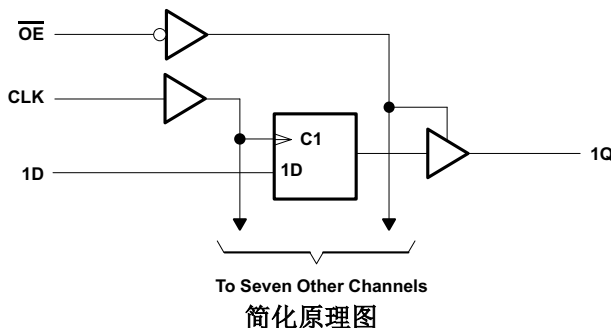 OE
CLK
C1
1D
1D
1Q
To Seven Other Channels
简化原理图